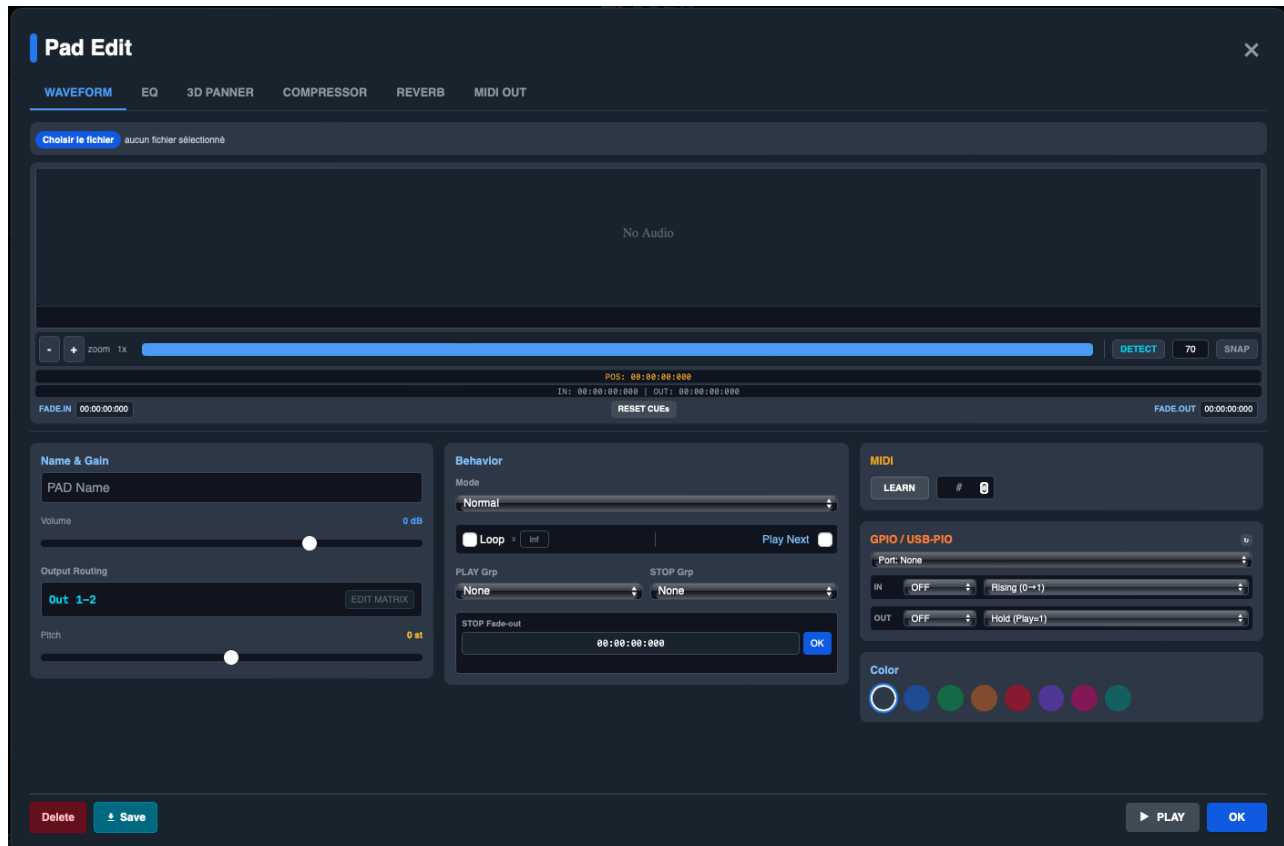 Pad Edit
WAVEFORM EQ 3D PANNER COMPRESSOR REVERB MIDI OUT
Choisir le fichier aucun fichier sélectionné
No Audio
- + zoom 1x DETECT 70 SNAP
POS: 00:00:00:000
IN: 00:00:00:000 | OUT: 00:00:00:000
FADE.IN 00:00:00:000 RESET CUEs FADE.OUT 00:00:00:000
Name & Gain
PAD Name
Volume 0 dB
Output Routing
Out 1-2 EDIT MATRIX
Pitch 0 st
Behavior
Mode
Normal
Loop × Inf Play Next
PLAY Grp STOP Grp
None None
STOP Fade-out
00:00:00:000 OK
MIDI
LEARN #
GPIO / USB-PIO
Port: None
IN OFF Rising (0→1)
OUT OFF Hold (Play=1)
Color
Delete Save PLAY OK